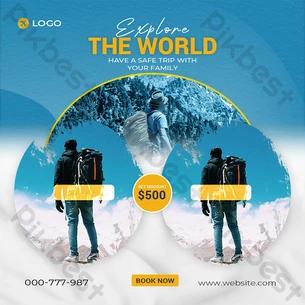 LOGO
Explore
THE WORLD
HAVE A SAFE TRIP WITH
YOUR FAMILY
$500
000-777-987
BOOK NOW
www.website.com
pikbest